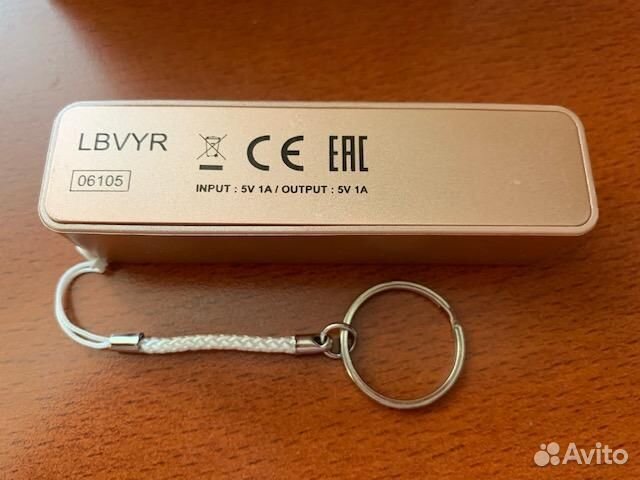 LBVYR
06105
CE EAC
INPUT : 5V 1A / OUTPUT : 5V 1A
Avito